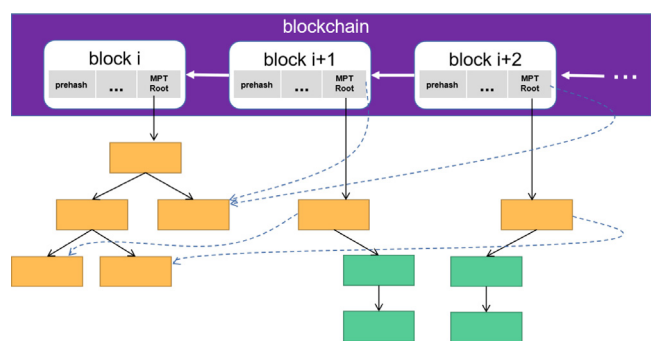 blockchain
block i
block i+1
block i+2
prehash
...
MPT
Root
prehash
...
MPT
Root
prehash
...
MPT
Root
...